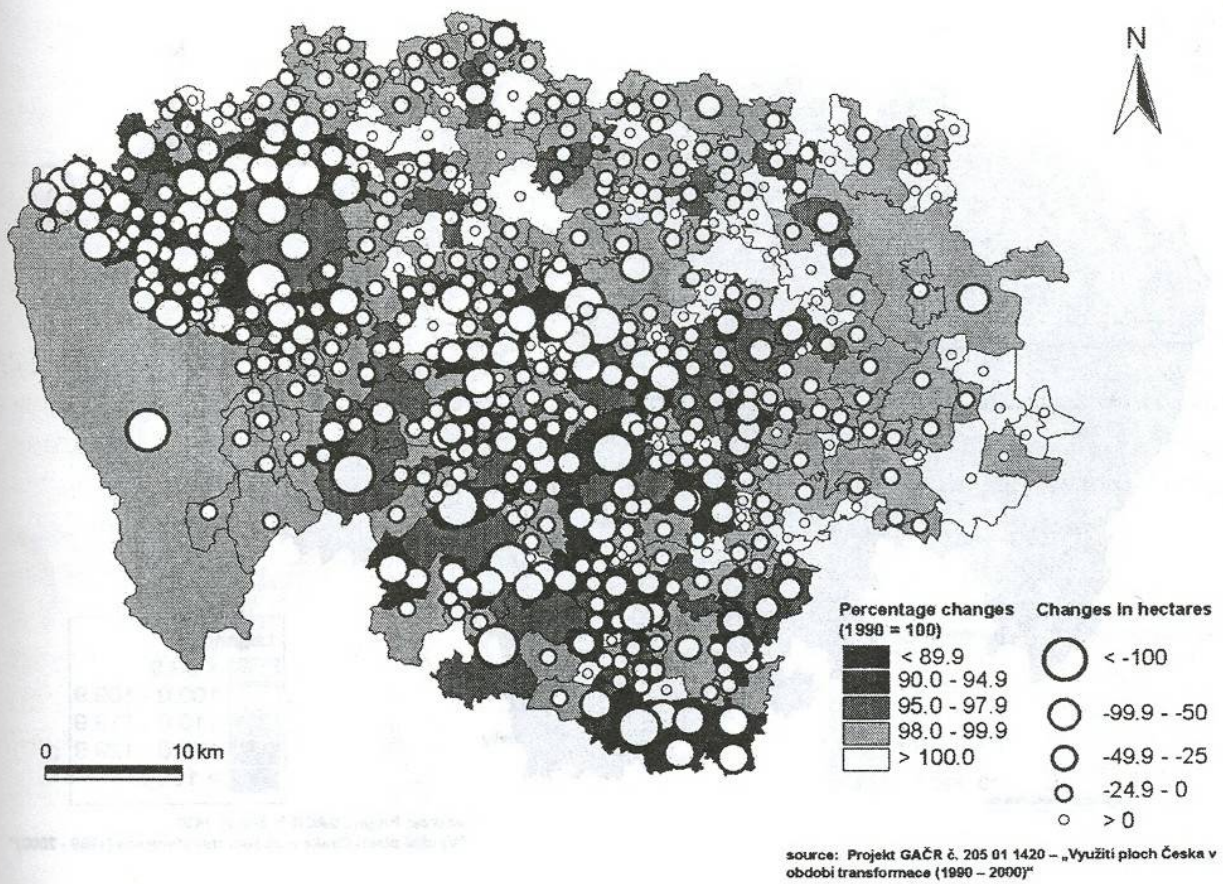 N
Percentage changes
(1990 = 100)
< 89.9
90.0 - 94.9
95.0 - 97.9
98.0 - 99.9
> 100.0
Changes in hectares
< -100
-99.9 - -50
-49.9 - -25
-24.9 - 0
> 0
0 10 km
source: Projekt GAČR č. 205 01 1420 – „Využití ploch Česka v
období transformace (1990 – 2000)“